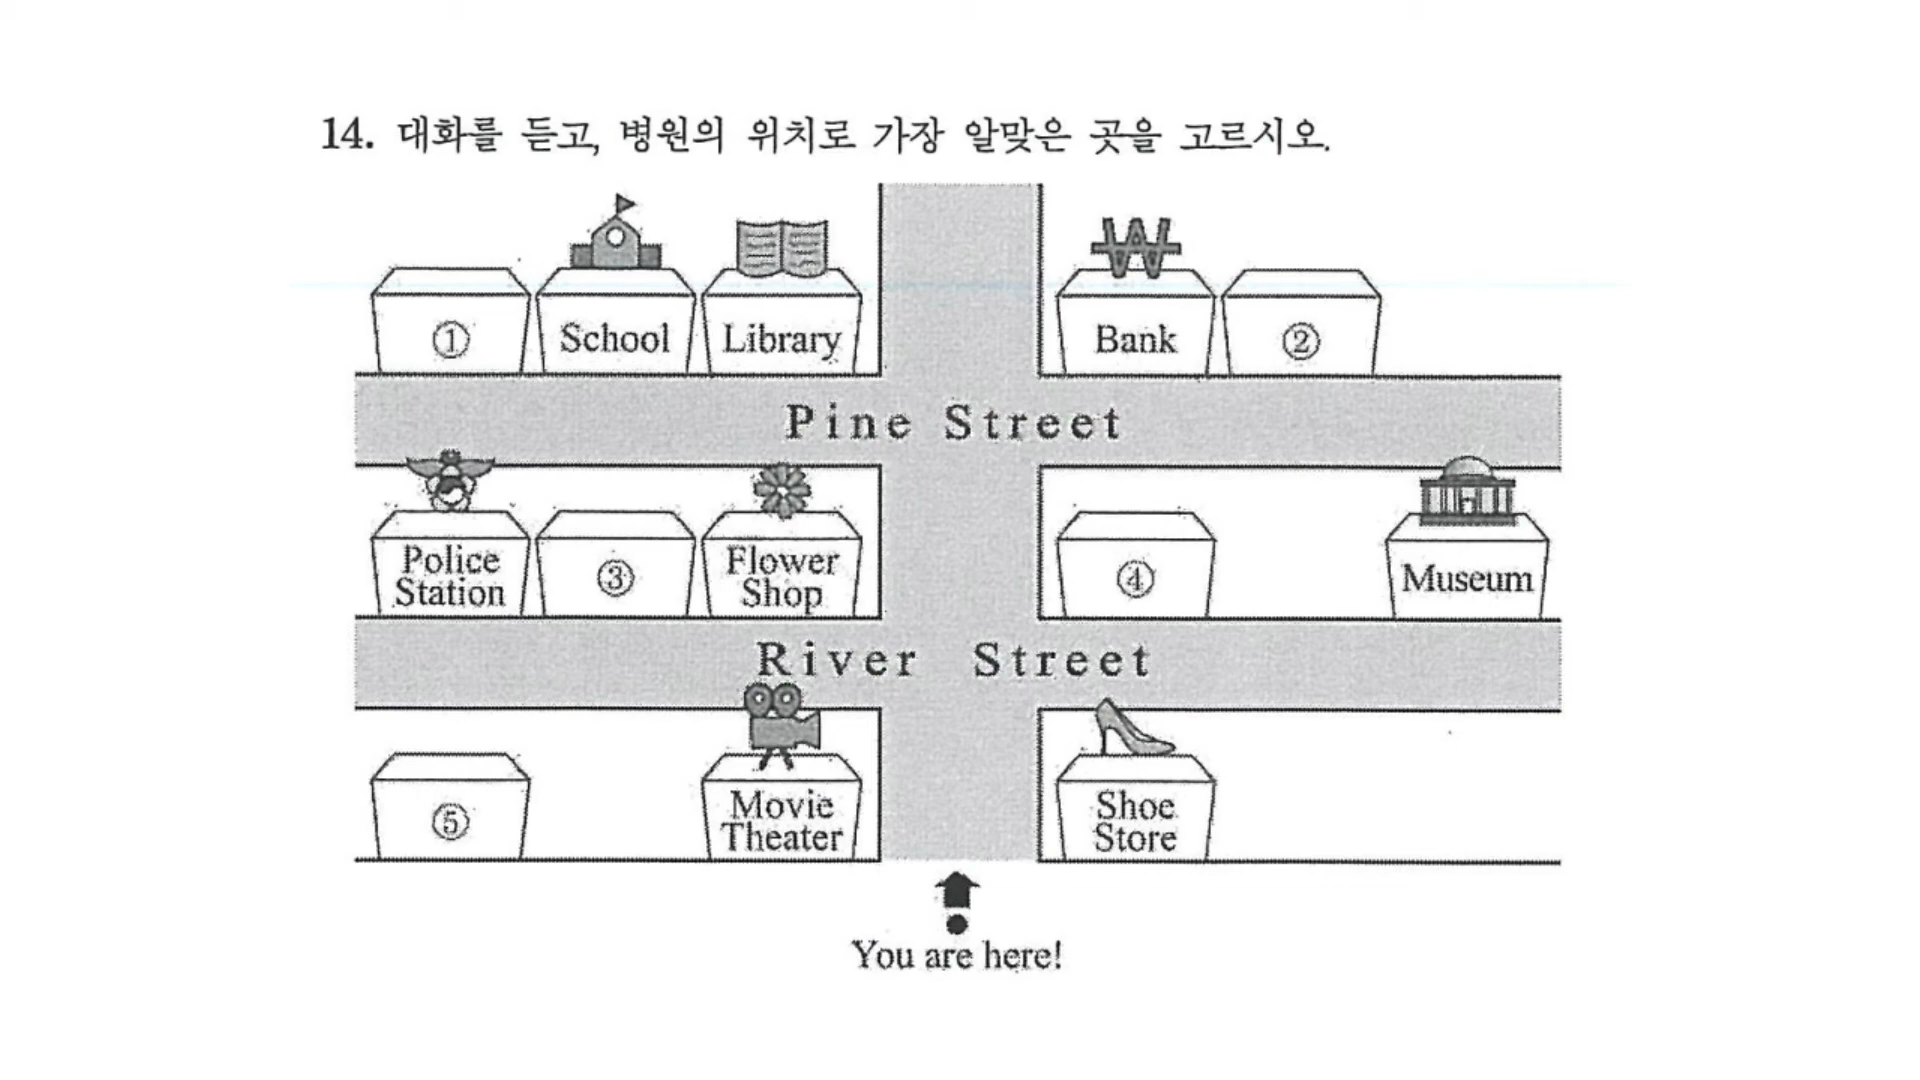 14. 대화를 듣고, 병원의 위치로 가장 알맞은 곳을 고르시오.
① School Library Bank ②
Pine Street
Police Station ③ Flower Shop ④ Museum
River Street
⑤ Movie Theater Shoe Store
You are here!